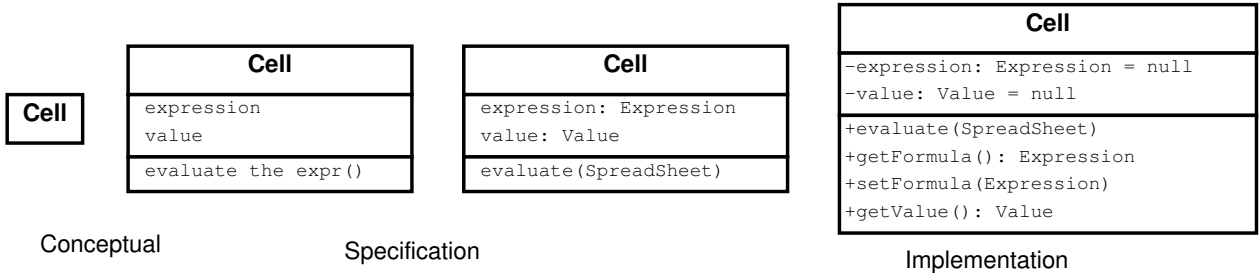 Cell
Cell
expression
value
evaluate the expr()
Cell
expression: Expression
value: Value
evaluate(SpreadSheet)
Cell
-expression: Expression = null
-value: Value = null
+evaluate(SpreadSheet)
+getFormula(): Expression
+setFormula(Expression)
+getValue(): Value
Conceptual
Specification
Implementation